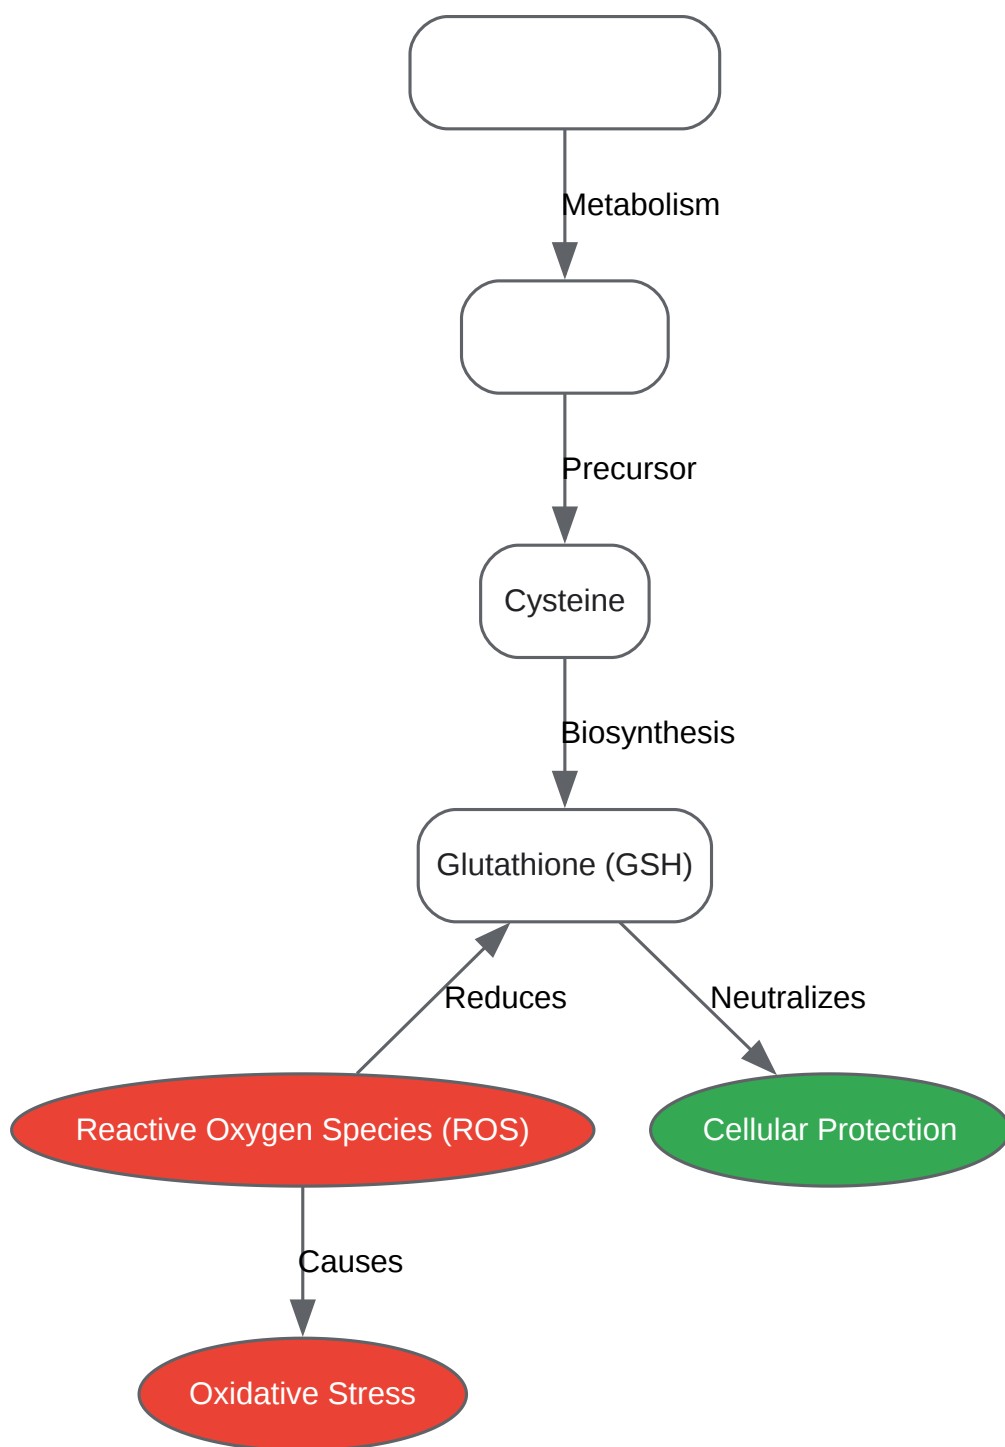 Metabolism
Precursor
Cysteine
Biosynthesis
Glutathione (GSH)
Reduces
Neutralizes
Reactive Oxygen Species (ROS)
Cellular Protection
Causes
Oxidative Stress